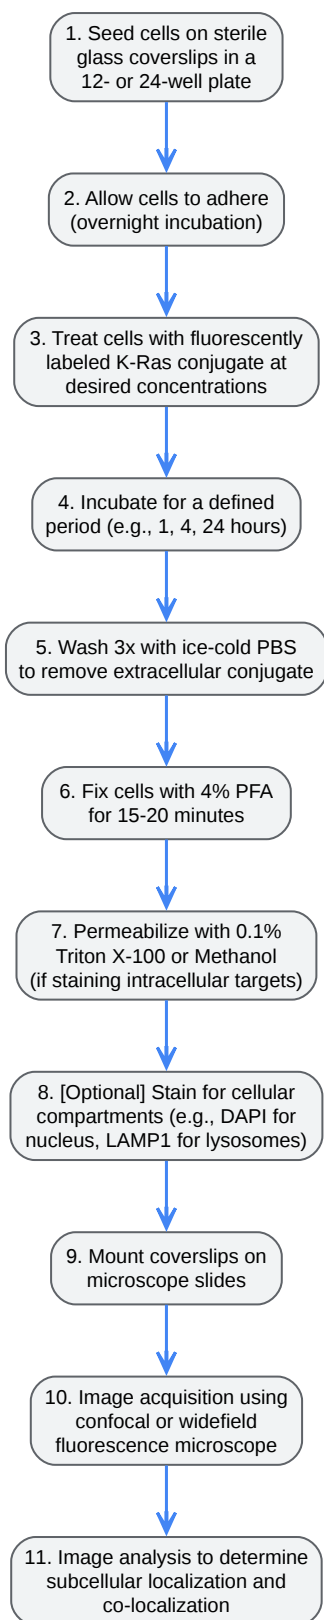 1. Seed cells on sterile
glass coverslips in a
12- or 24-well plate
2. Allow cells to adhere
(overnight incubation)
3. Treat cells with fluorescently
labeled K-Ras conjugate at
desired concentrations
4. Incubate for a defined
period (e.g., 1, 4, 24 hours)
5. Wash 3x with ice-cold PBS
to remove extracellular conjugate
6. Fix cells with 4% PFA
for 15-20 minutes
7. Permeabilize with 0.1%
Triton X-100 or Methanol
(if staining intracellular targets)
8. [Optional] Stain for cellular
compartments (e.g., DAPI for
nucleus, LAMP1 for lysosomes)
9. Mount coverslips on
microscope slides
10. Image acquisition using
confocal or widefield
fluorescence microscope
11. Image analysis to determine
subcellular localization and
co-localization